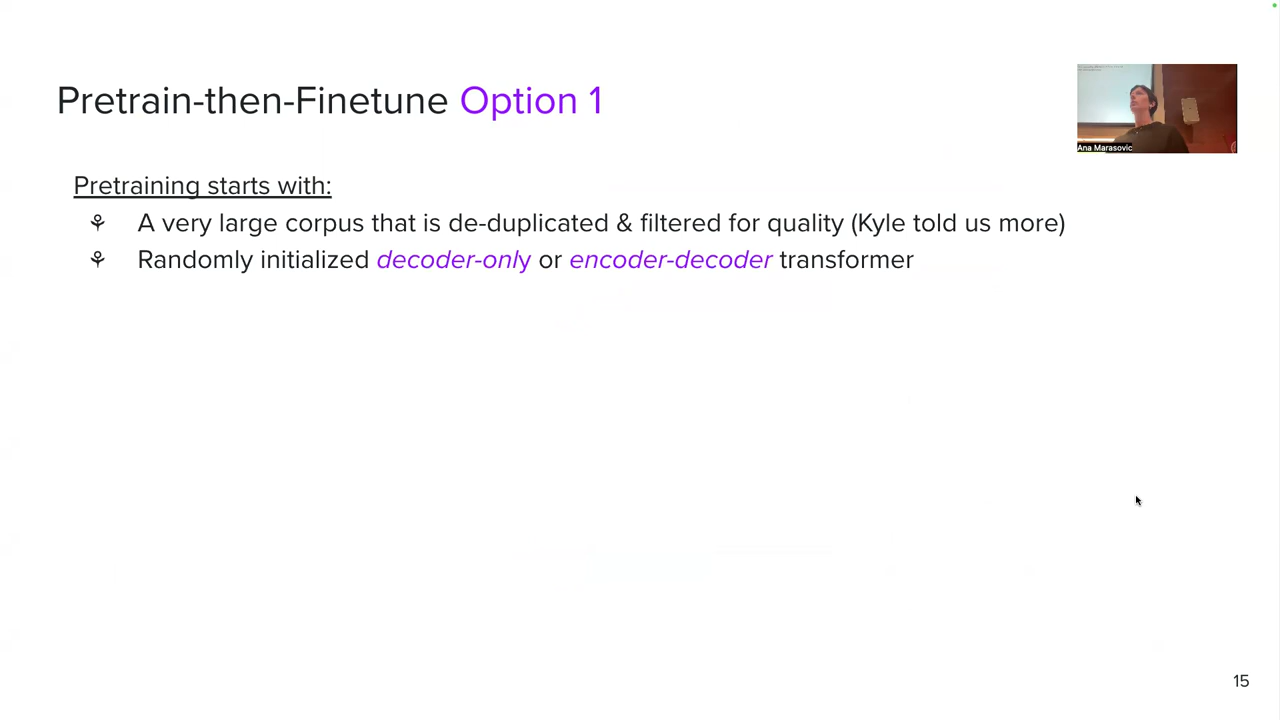 Pretrain-then-Finetune Option 1
Ana Marasovic
Pretraining starts with:
A very large corpus that is de-duplicated & filtered for quality (Kyle told us more)
Randomly initialized decoder-only or encoder-decoder transformer
15